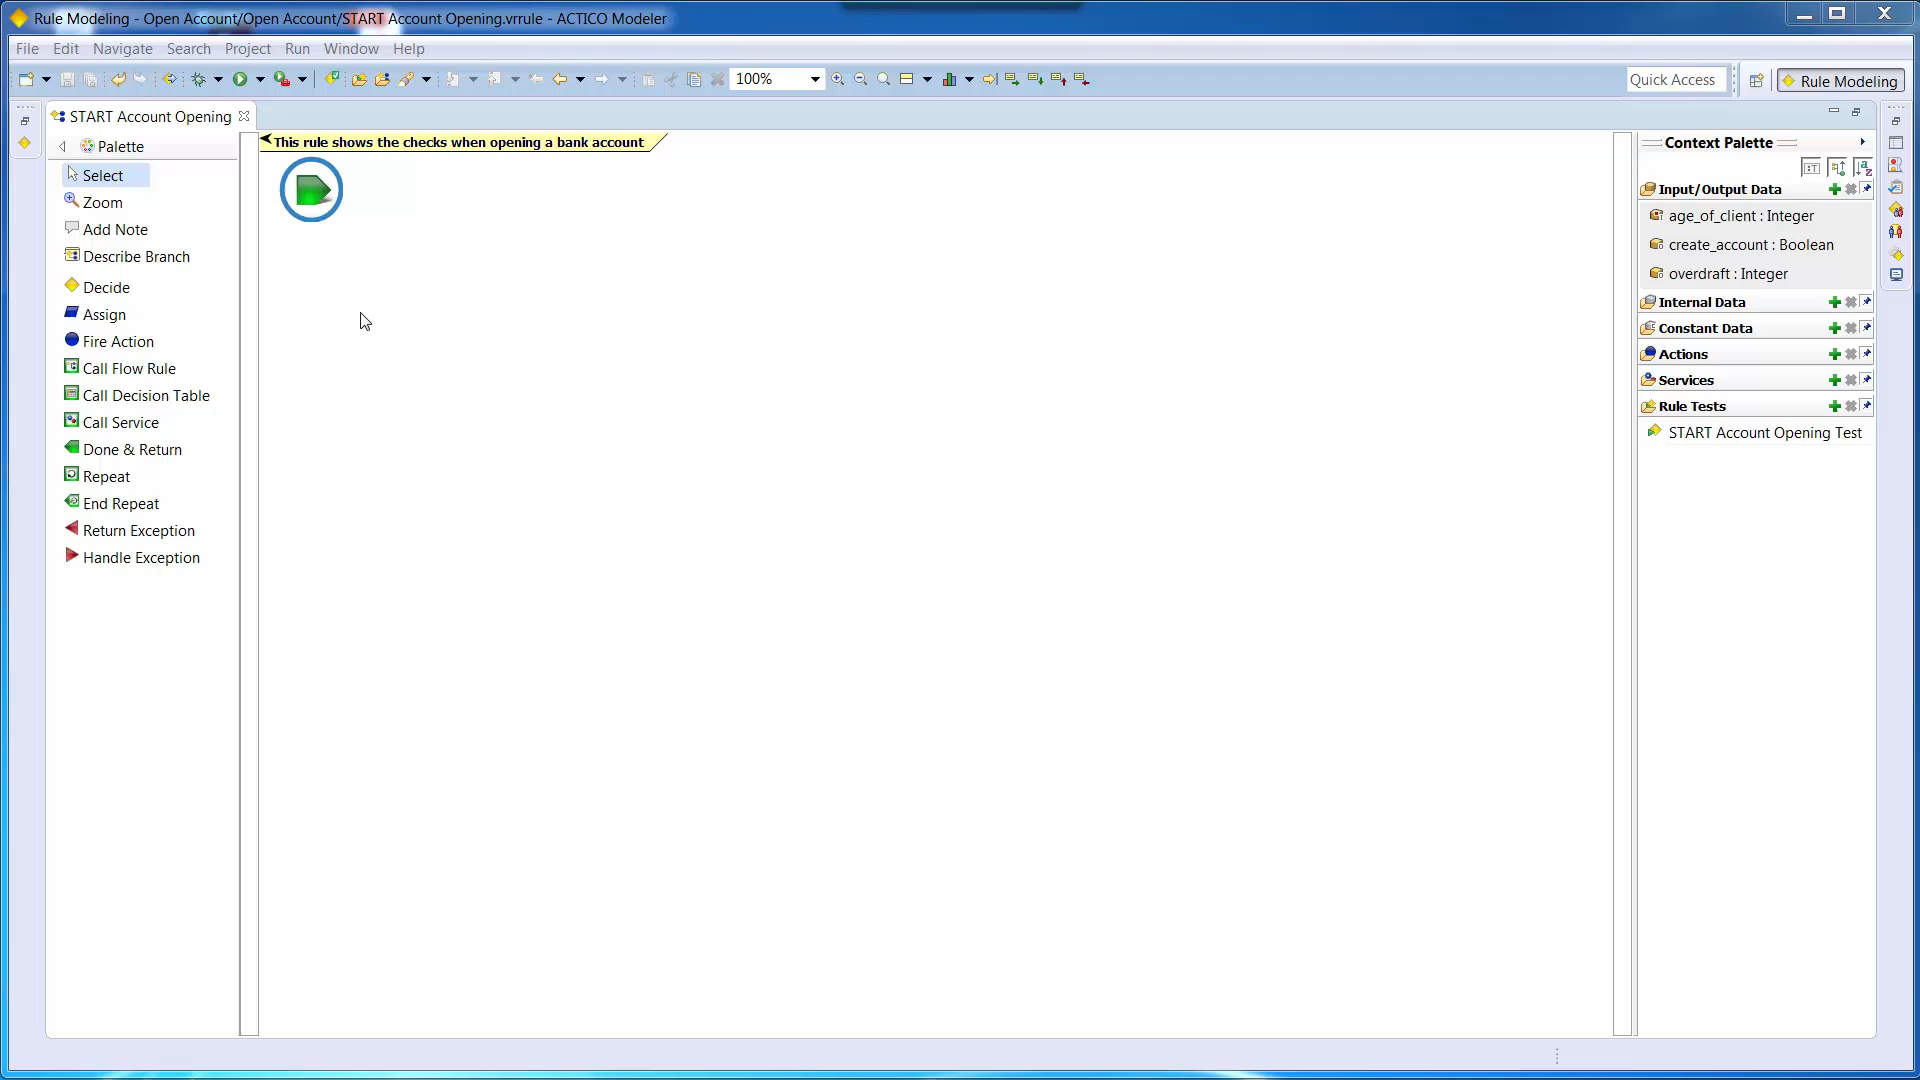 Rule Modeling - Open Account/Open Account/START Account Opening.vrrule - ACTICO Modeler
File Edit Navigate Search Project Run Window Help
100%
Quick Access
Rule Modeling
START Account Opening
Palette
Select
Zoom
Add Note
Describe Branch
Decide
Assign
Fire Action
Call Flow Rule
Call Decision Table
Call Service
Done & Return
Repeat
End Repeat
Return Exception
Handle Exception
This rule shows the checks when opening a bank account
Context Palette
Input/Output Data
age_of_client : Integer
create_account : Boolean
overdraft : Integer
Internal Data
Constant Data
Actions
Services
Rule Tests
START Account Opening Test